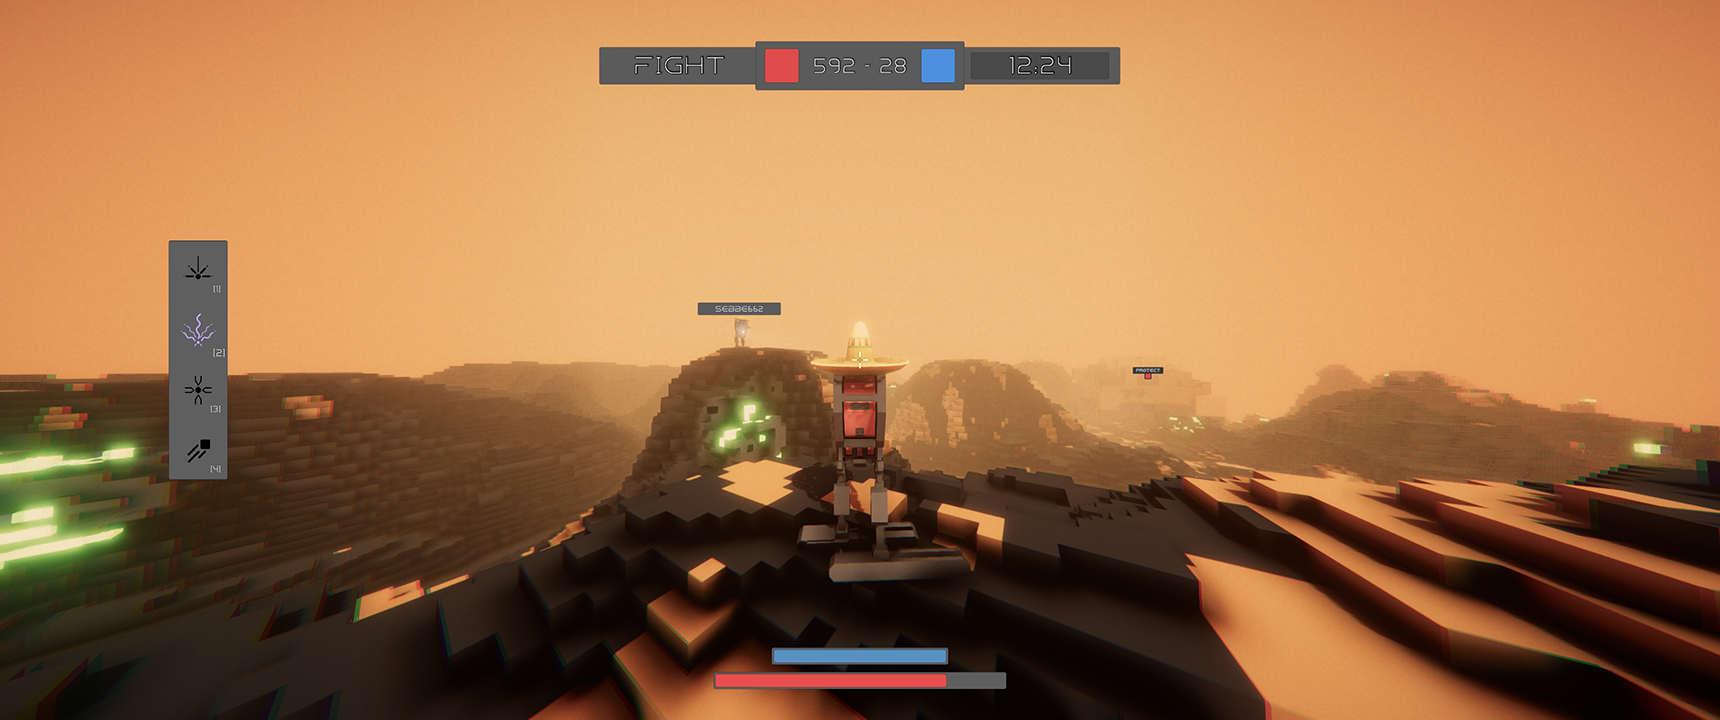 FIGHT
592 - 28
12:24
[1]
[2]
[3]
[4]
SEBBE662
PROTECT